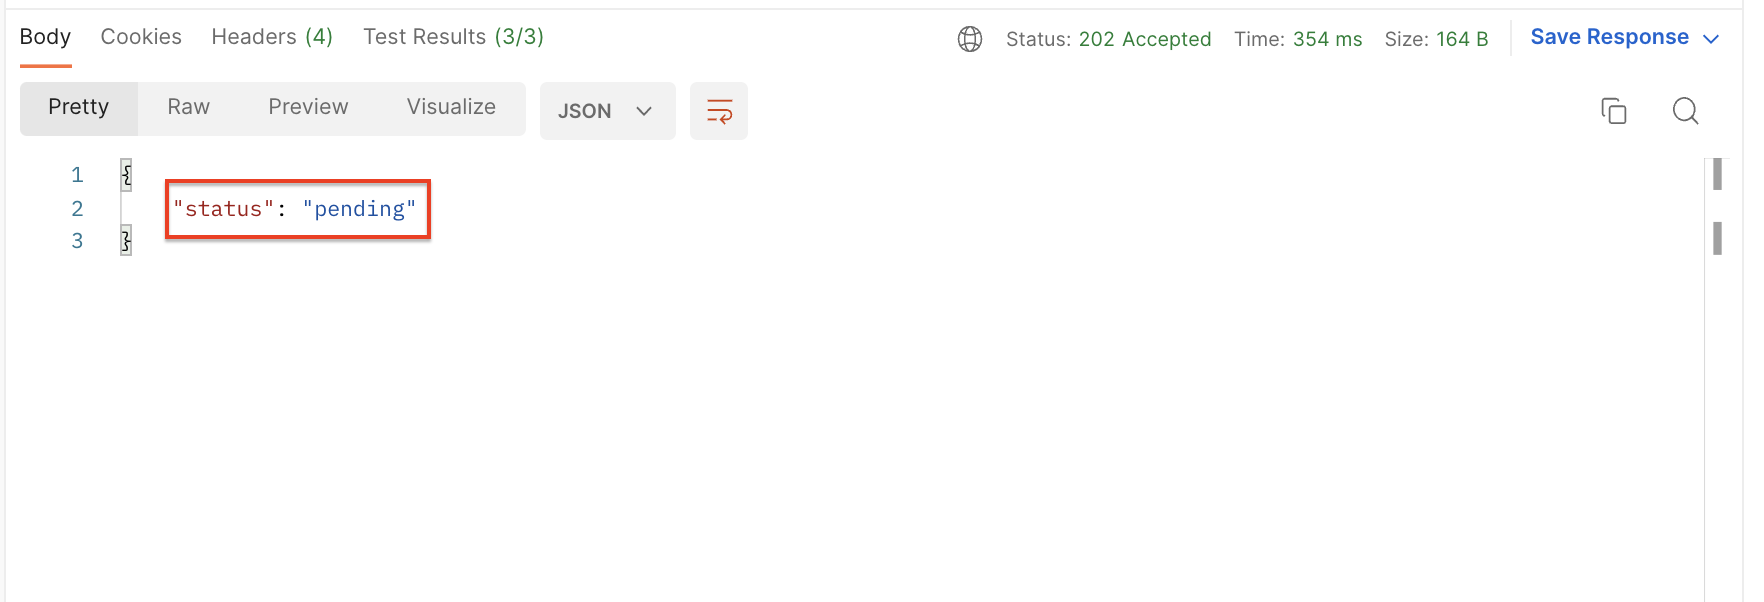 Body Cookies Headers (4) Test Results (3/3) Status: 202 Accepted Time: 354 ms Size: 164 B Save Response
Pretty Raw Preview Visualize JSON
1 {
2 "status": "pending"
3 }